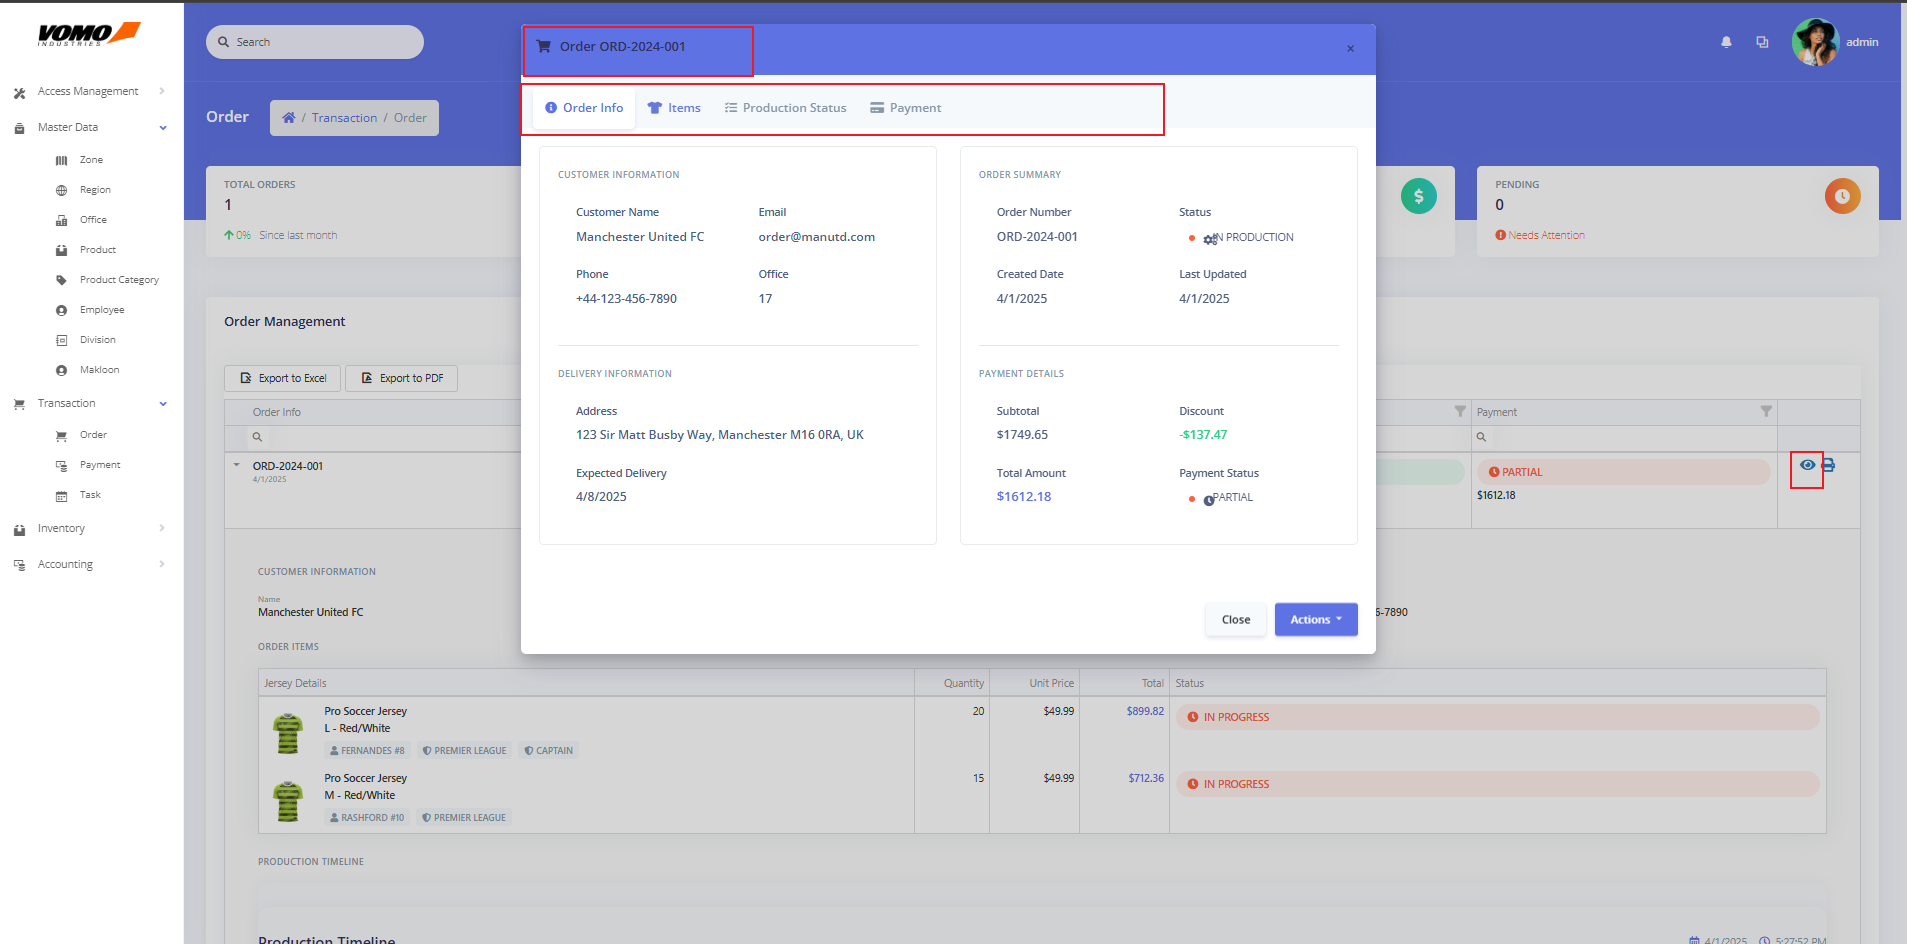 VOMO
INDUSTRIES
Search
admin
Access Management
Master Data
Zone
Region
Office
Product
Product Category
Employee
Division
Makloon
Transaction
Order
Payment
Task
Inventory
Accounting
Order
/ Transaction / Order
TOTAL ORDERS
1
0% Since last month
PENDING
0
Needs Attention
Order Management
Export to Excel
Export to PDF
Order Info
Payment
ORD-2024-001
4/1/2025
PARTIAL
$1612.18
Order ORD-2024-001
×
Order Info
Items
Production Status
Payment
CUSTOMER INFORMATION
Customer Name
Email
Manchester United FC
order@manutd.com
Phone
Office
+44-123-456-7890
17
DELIVERY INFORMATION
Address
123 Sir Matt Busby Way, Manchester M16 0RA, UK
Expected Delivery
4/8/2025
ORDER SUMMARY
Order Number
Status
ORD-2024-001
IN PRODUCTION
Created Date
Last Updated
4/1/2025
4/1/2025
PAYMENT DETAILS
Subtotal
Discount
$1749.65
-$137.47
Total Amount
Payment Status
$1612.18
PARTIAL
Close
Actions
CUSTOMER INFORMATION
Name
Manchester United FC
6-7890
ORDER ITEMS
Jersey Details
Quantity
Unit Price
Total
Status
Pro Soccer Jersey
L - Red/White
FERNANDES #8
PREMIER LEAGUE
CAPTAIN
20
$49.99
$899.82
IN PROGRESS
Pro Soccer Jersey
M - Red/White
RASHFORD #10
PREMIER LEAGUE
15
$49.99
$712.36
IN PROGRESS
PRODUCTION TIMELINE
Production Timeline
4/1/2025
5:27:52 PM